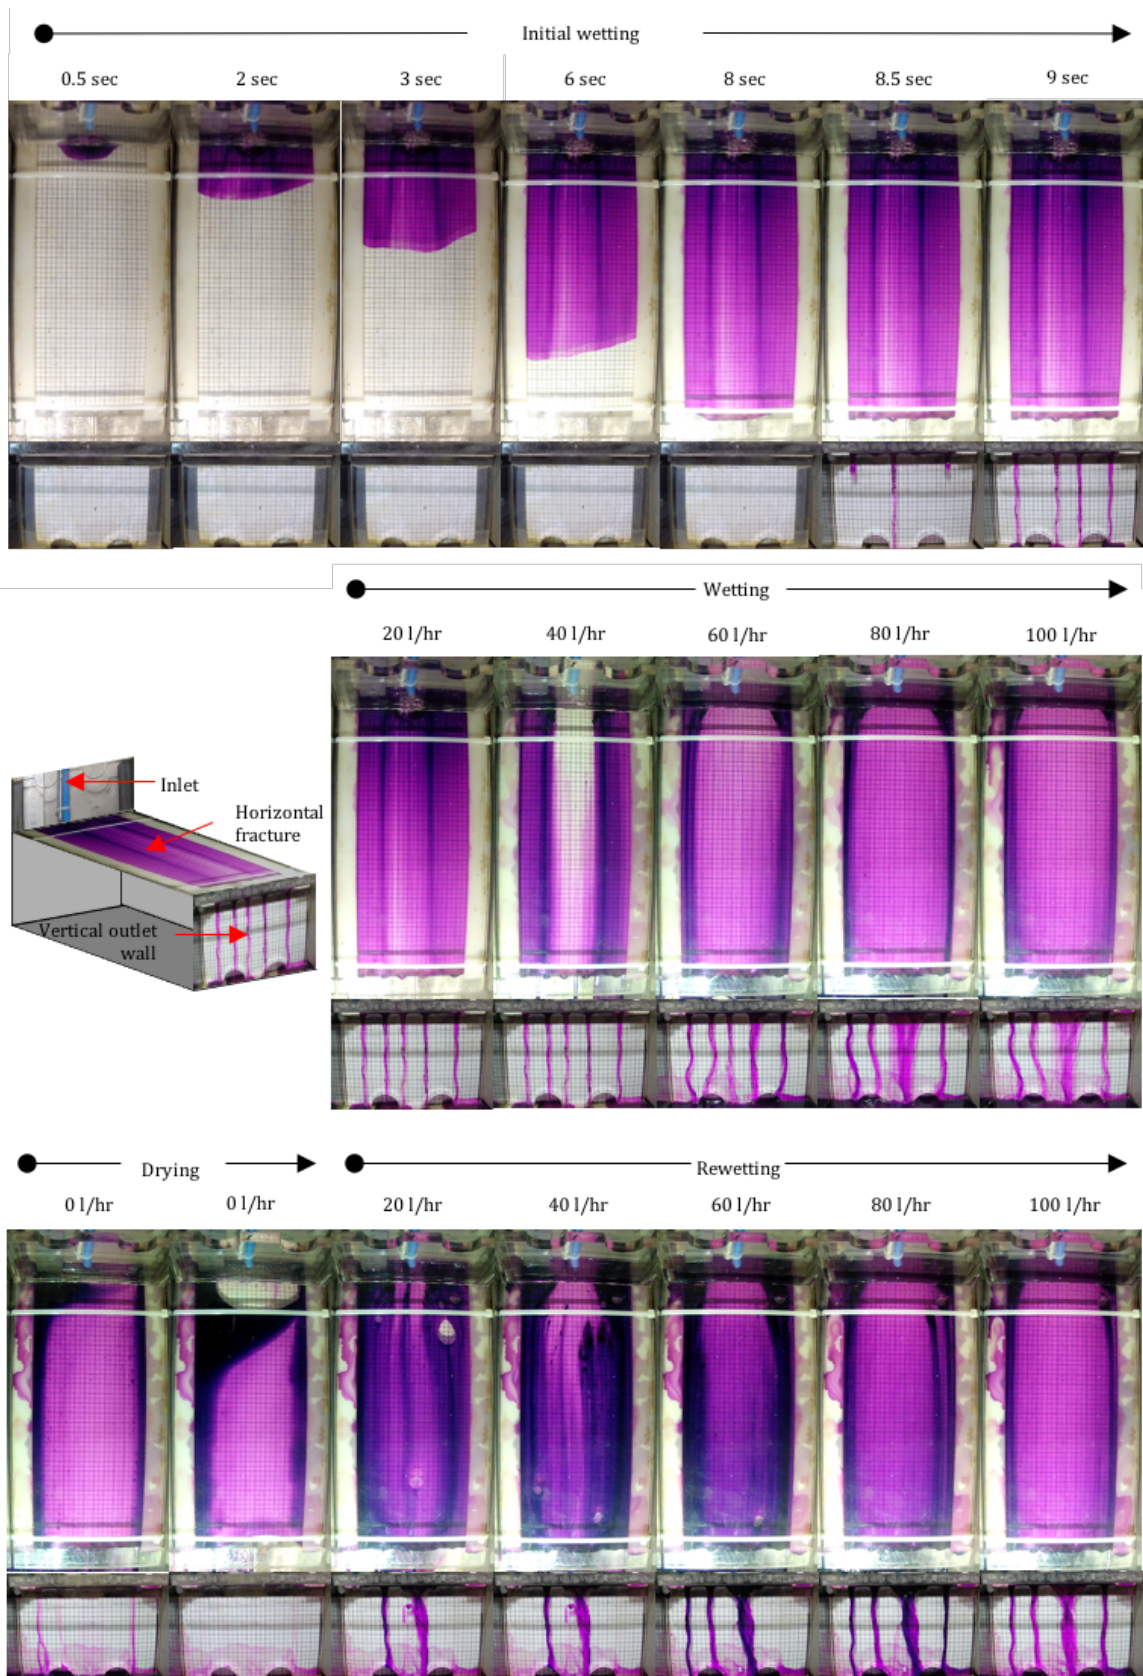 Initial wetting
0.5 sec
2 sec
3 sec
6 sec
8 sec
8.5 sec
9 sec
Wetting
20 l/hr
40 l/hr
60 l/hr
80 l/hr
100 l/hr
Inlet
Horizontal
fracture
Vertical outlet
wall
Drying
Rewetting
0 l/hr
0 l/hr
20 l/hr
40 l/hr
60 l/hr
80 l/hr
100 l/hr